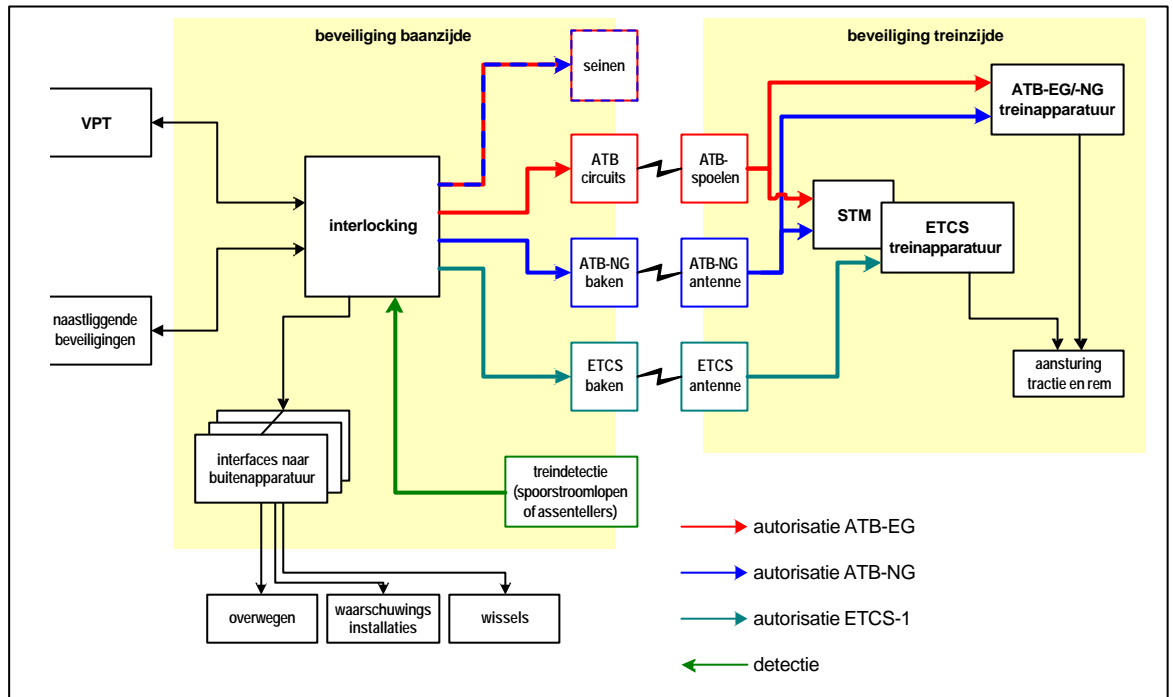 beveiliging baanzijde
beveiliging treinzijde
seinen
VPT
ATB-EG/-NG
treinapparatuur
ATB
circuits
ATB-
spoelen
interlocking
STM
ETCS
treinapparatuur
ATB-NG
baken
ATB-NG
antenne
naastliggende
beveiligingen
ETCS
baken
ETCS
antenne
aansturing
tractie en rem
interfaces naar
buitenapparatuur
treindetectie
(spoorstroomlopen
of assentellers)
overwegen
waarschuwings
installaties
wissels
autorisatie ATB-EG
autorisatie ATB-NG
autorisatie ETCS-1
detectie